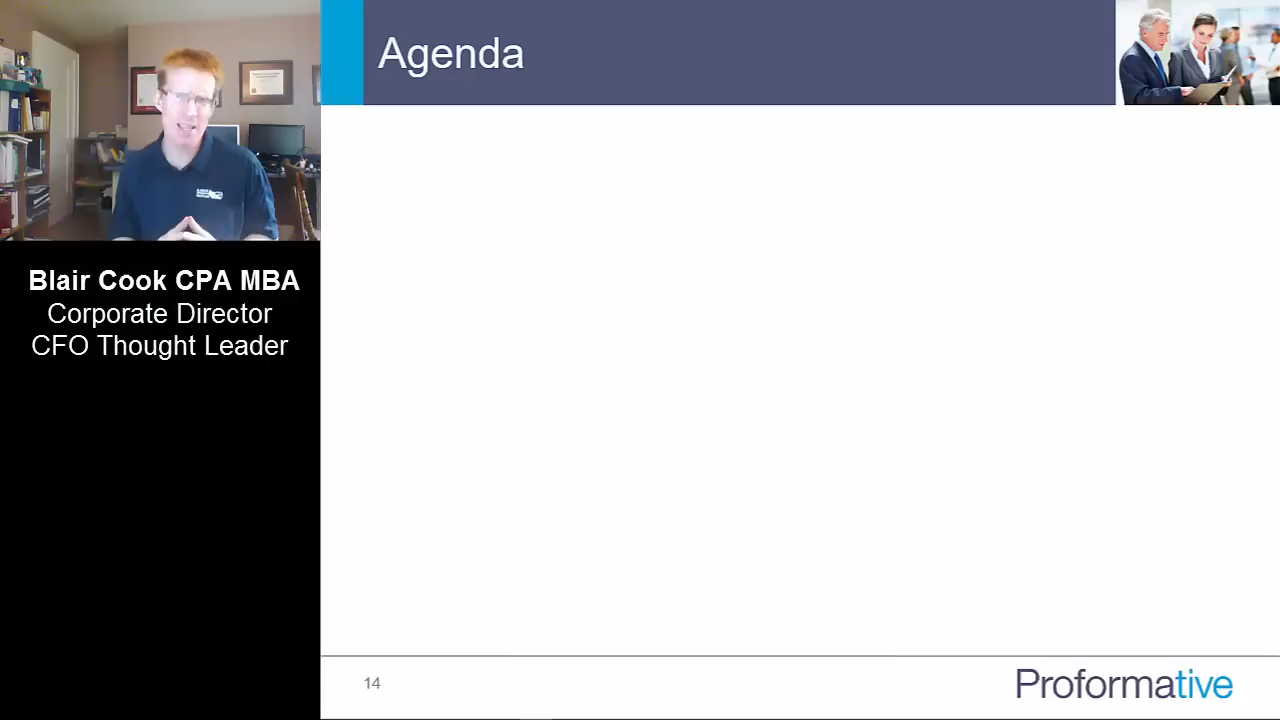 Agenda
Blair Cook CPA MBA
Corporate Director
CFO Thought Leader
14
Proformative